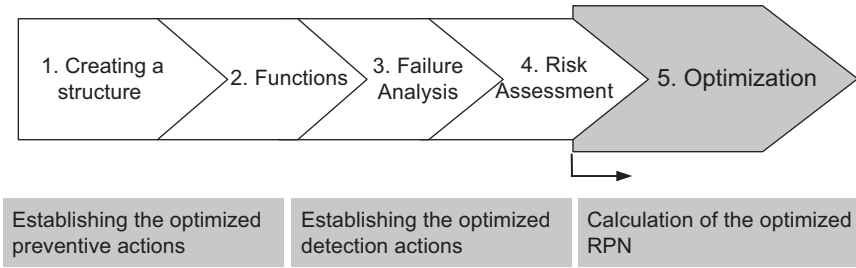 1. Creating a
structure
2. Functions
3. Failure
Analysis
4. Risk
Assessment
5. Optimization
Establishing the optimized
preventive actions
Establishing the optimized
detection actions
Calculation of the optimized
RPN